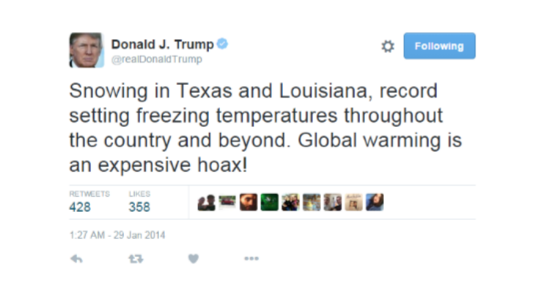 Donald J. Trump
@realDonaldTrump
Following
Snowing in Texas and Louisiana, record
setting freezing temperatures throughout
the country and beyond. Global warming is
an expensive hoax!
RETWEETS LIKES
428 358
1:27 AM - 29 Jan 2014